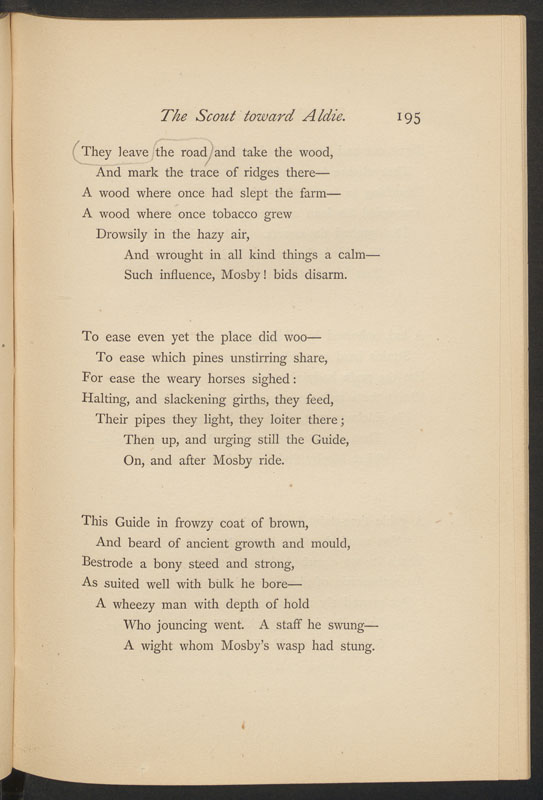 The Scout toward Aldie. 195
They leave the road and take the wood,
And mark the trace of ridges there—
A wood where once had slept the farm—
A wood where once tobacco grew
Drowsily in the hazy air,
And wrought in all kind things a calm—
Such influence, Mosby! bids disarm.
To ease even yet the place did woo—
To ease which pines unstirring share,
For ease the weary horses sighed:
Halting, and slackening girths, they feed,
Their pipes they light, they loiter there;
Then up, and urging still the Guide,
On, and after Mosby ride.
This Guide in frowzy coat of brown,
And beard of ancient growth and mould,
Bestrode a bony steed and strong,
As suited well with bulk he bore—
A wheezy man with depth of hold
Who jouncing went. A staff he swung—
A wight whom Mosby's wasp had stung.